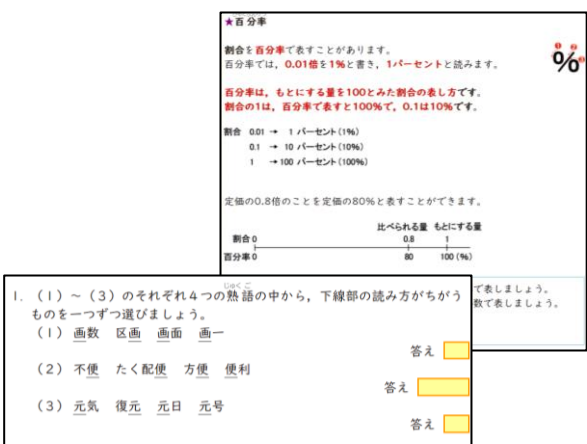 ★百分率
割合を百分率で表すことがあります。
百分率では，0.01倍を1％と書き，1パーセントと読みます。
％
百分率は，もとにする量を100とみた割合の表し方です。
割合の1は，百分率で表すと100％で，0.1は10％です。
割合 0.01 → 1 パーセント（1％）
0.1 → 10 パーセント（10％）
1 →100 パーセント（100％）
定価の0.8倍のことを定価の80％と表すことができます。
比べられる量 もとにする量
割合 0 0.8 1
百分率 0 80 100（％）
で表しましょう。
数で表しましょう。
1. （1）～（3）のそれぞれ4つの熟語の中から，下線部の読み方がちがう
ものを一つずつ選びましょう。
（1）画数 区画 画面 画一
答え
（2）不便 たく配便 方便 便利
答え
（3）元気 復元 元日 元号
答え